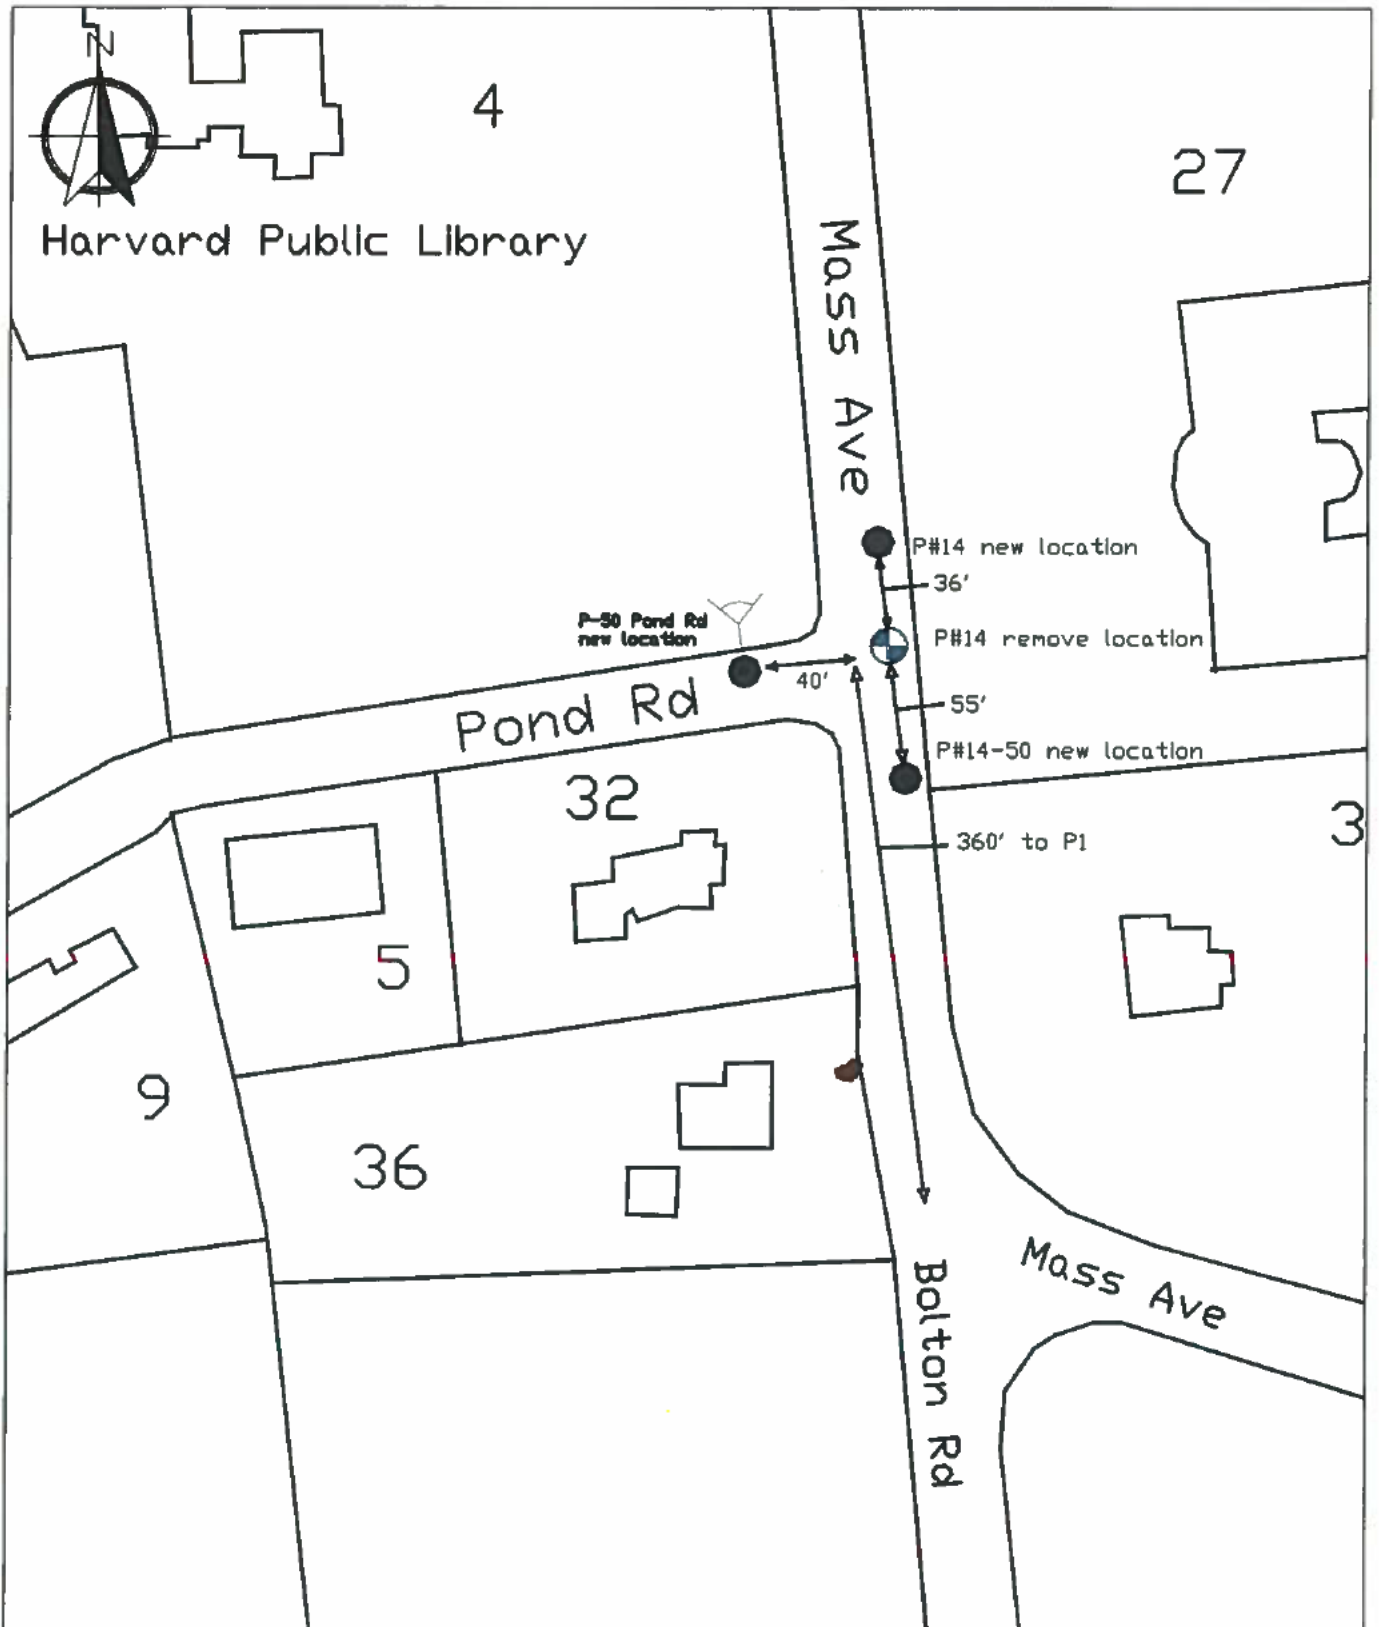 N
4
27
Harvard Public Library
Mass Ave
P#14 new location
36'
P-50 Pond Rd
new location
P#14 remove location
40'
55'
Pond Rd
P#14-50 new location
32
3
360' to P1
5
9
36
Mass Ave
Bolton Rd